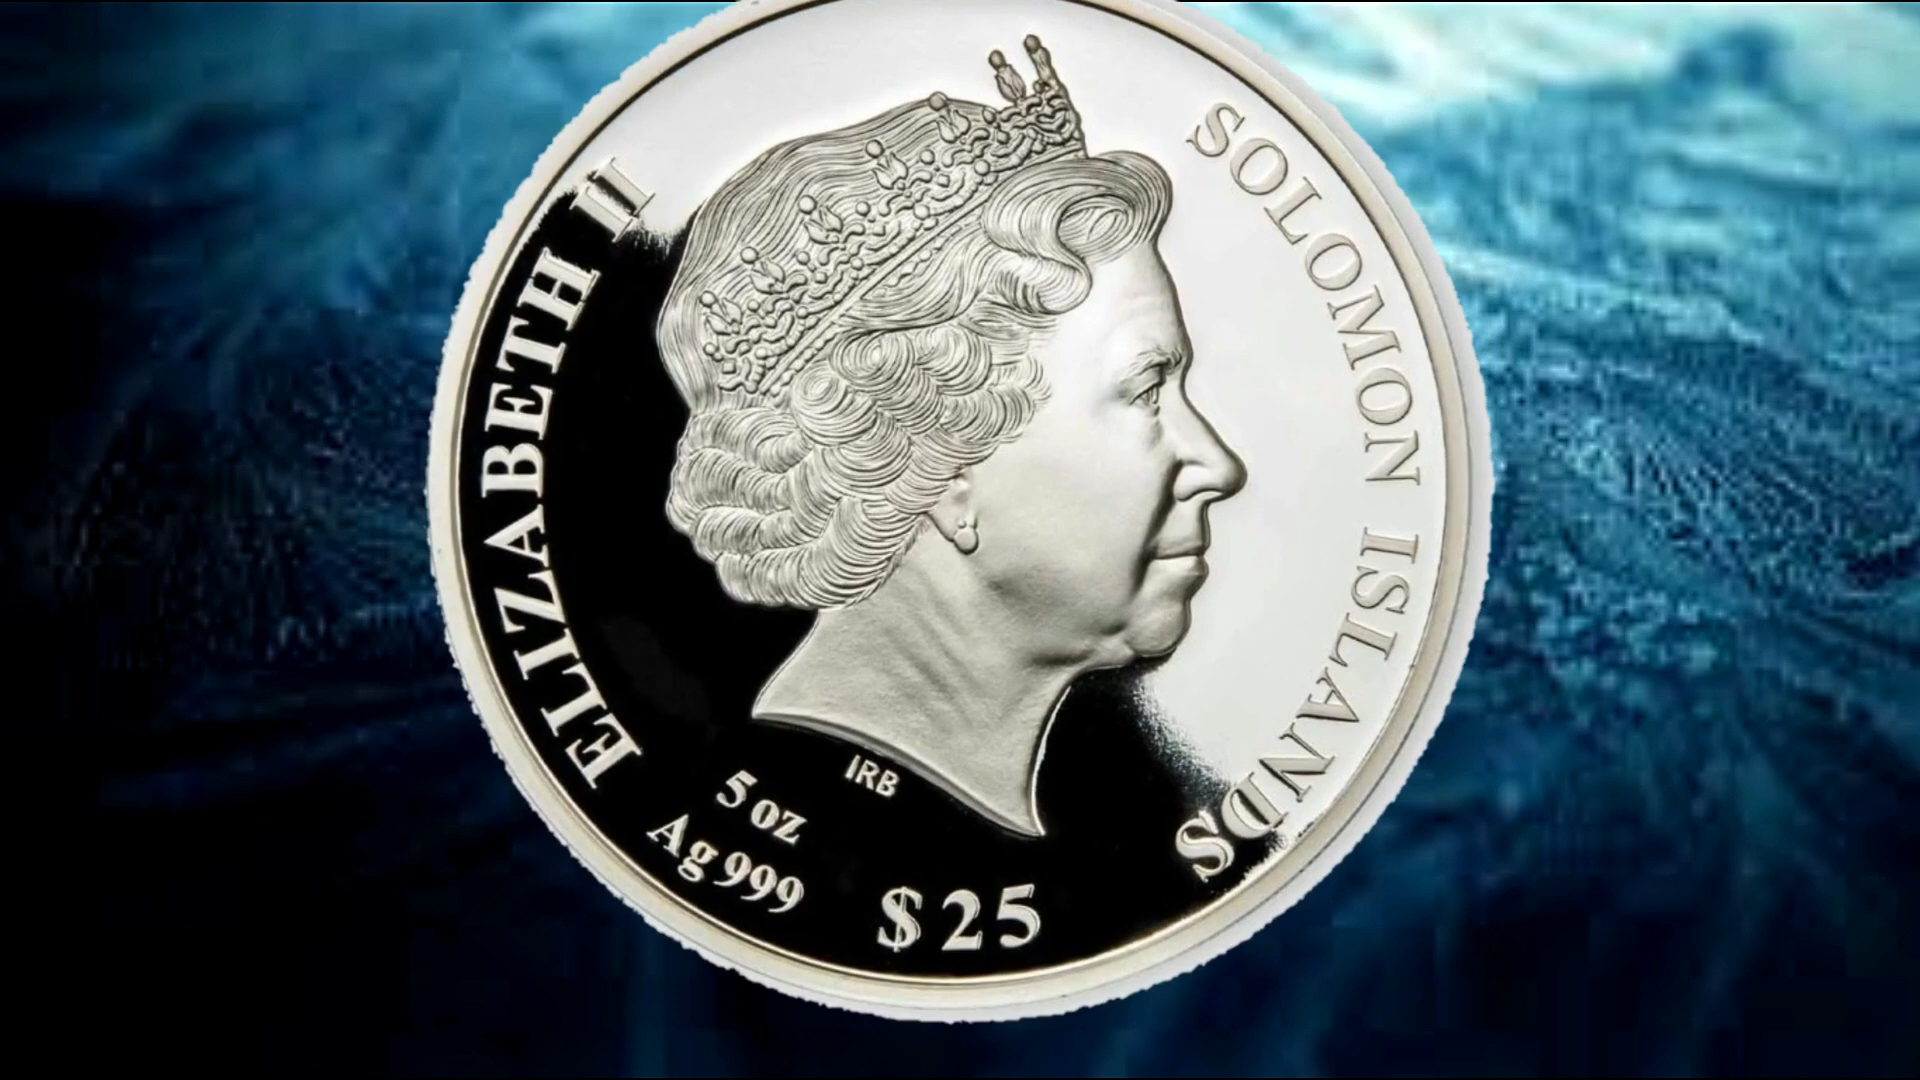 ELIZABETH II
SOLOMON ISLANDS
IRB
5 oz
Ag 999
$25